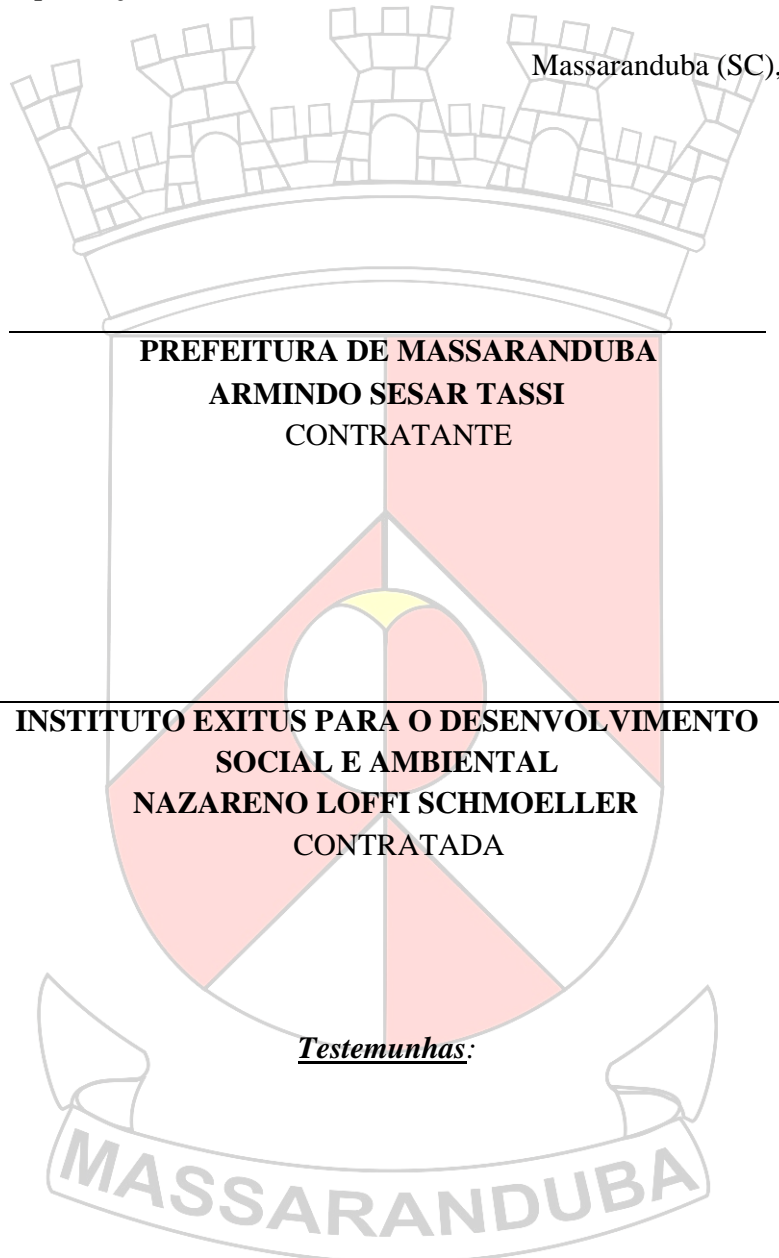 Massaranduba (SC),
PREFEITURA DE MASSARANDUBA
ARMINDO SESAR TASSI
CONTRATANTE
INSTITUTO EXITUS PARA O DESENVOLVIMENTO
SOCIAL E AMBIENTAL
NAZARENO LOFFI SCHMOELLER
CONTRATADA
Testemunhas:
MASSARANDUBA